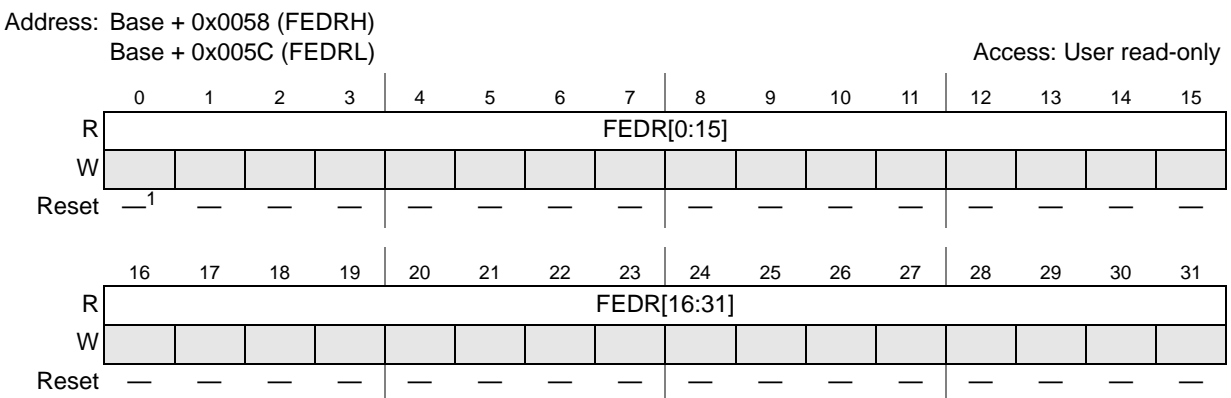 Address: Base + 0x0058 (FEDRH)
Base + 0x005C (FEDRL) Access: User read-only
0 1 2 3 4 5 6 7 8 9 10 11 12 13 14 15
R FEDR[0:15]
W
Reset —1 — — — — — — — — — — — — — — —
16 17 18 19 20 21 22 23 24 25 26 27 28 29 30 31
R FEDR[16:31]
W
Reset — — — — — — — — — — — — — — — —